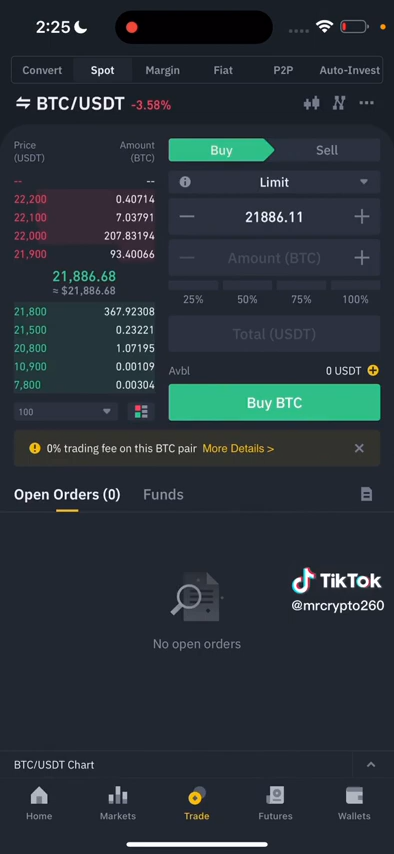 2:25
Convert Spot Margin Fiat P2P Auto-Invest
BTC/USDT -3.58%
Price
(USDT)
Amount
(BTC)
-- --
22,200 0.40714
22,100 7.03791
22,000 207.83194
21,900 93.40066
21,886.68
≈ $21,886.68
21,800 367.92308
21,500 0.23221
20,800 1.07195
10,900 0.00109
7,800 0.00304
100
Buy Sell
Limit
21886.11
Amount (BTC)
25% 50% 75% 100%
Total (USDT)
Avbl 0 USDT
Buy BTC
0% trading fee on this BTC pair More Details >
Open Orders (0) Funds
TikTok
@mrcrypto260
No open orders
BTC/USDT Chart
Home Markets Trade Futures Wallets